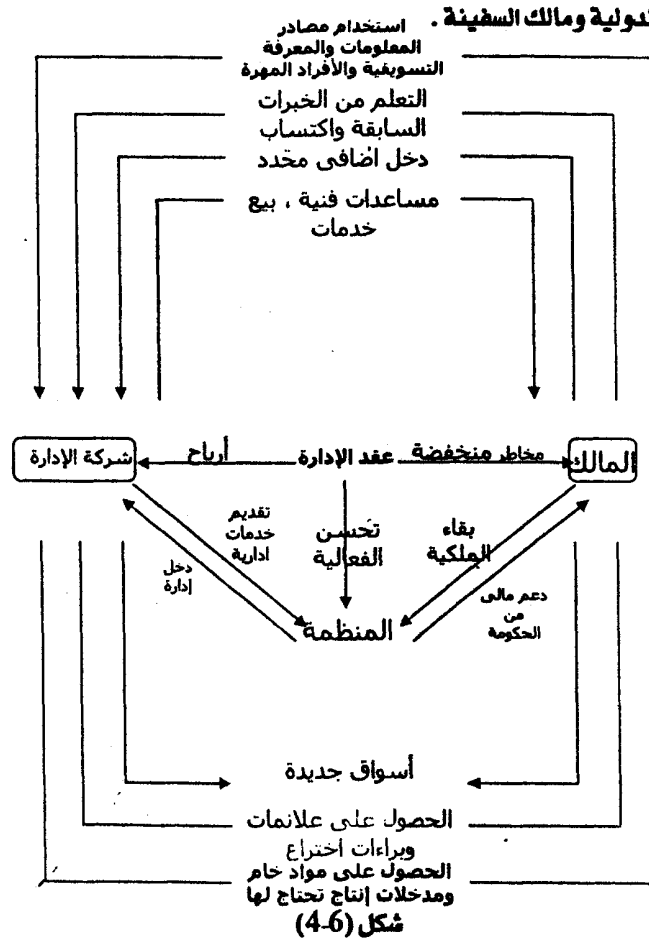 لدولية ومالك السفينة .
استخدام مصادر
المعلومات والمعرفة
التسويقية والأفراد المهرة
التعلم من الخبرات
السابقة واكتساب
دخل اضافى محدد
مساعدات فنية ، بيع
خدمات
المالك
مخاطر منخفضة
عقد الإدارة
أرباح
شركة الإدارة
بقاء
الملكية
تحسن
الفعالية
تقديم
خدمات
ادارية
دخل
إدارة
دعم مالى
من
الحكومة
المنظمة
أسواق جديدة
الحصول على علانمات
وبراءات اختراع
الحصول على مواد خام
ومدخلات إنتاج تحتاج لها
شكل (6-4)